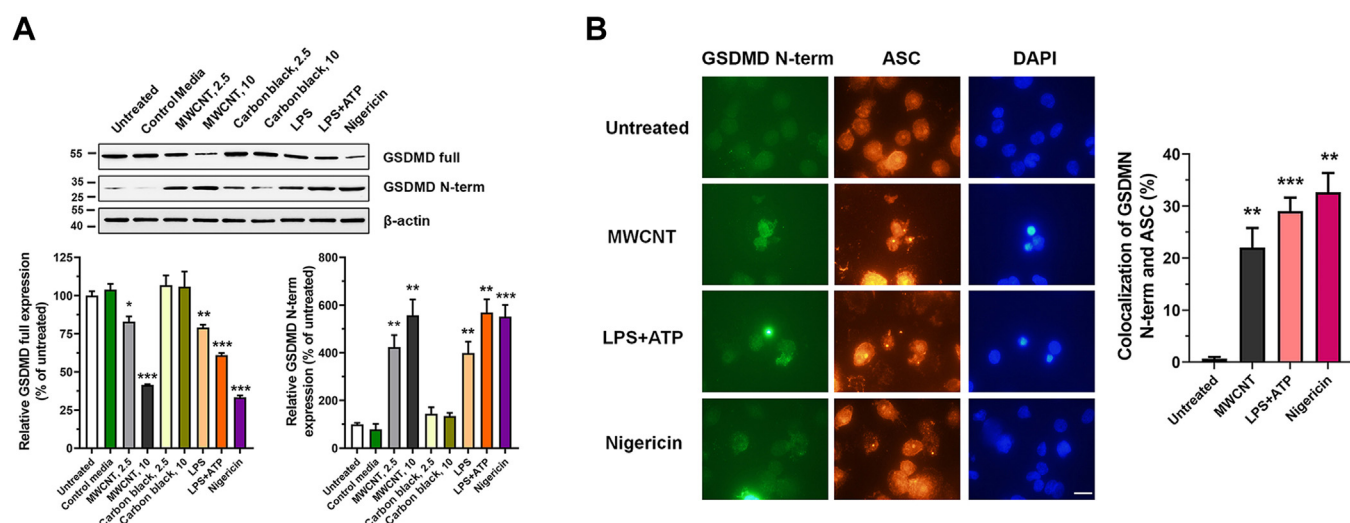 A
Untreated
Control Media
MWCNT, 2.5
MWCNT, 10
Carbon black, 2.5
Carbon black, 10
LPS
LPS+ATP
Nigericin
55
GSDMD full
35
25
GSDMD N-term
55
40
β-actin
Relative GSDMD full expression
(% of untreated)
125
100
75
50
25
0
Untreated
Control media
MWCNT, 2.5
MWCNT, 10
Carbon black, 2.5
Carbon black, 10
LPS
LPS+ATP
Nigericin
*
***
**
***
***
Relative GSDMD N-term
expression (% of untreated)
800
600
400
200
0
Untreated
Control media
MWCNT, 2.5
MWCNT, 10
Carbon black, 2.5
Carbon black, 10
LPS
LPS+ATP
Nigericin
**
**
**
**
***
B
GSDMD N-term
ASC
DAPI
Untreated
MWCNT
LPS+ATP
Nigericin
Colocalization of GSDMN
N-term and ASC (%)
40
30
20
10
0
**
***
**
Untreated
MWCNT
LPS+ATP
Nigericin